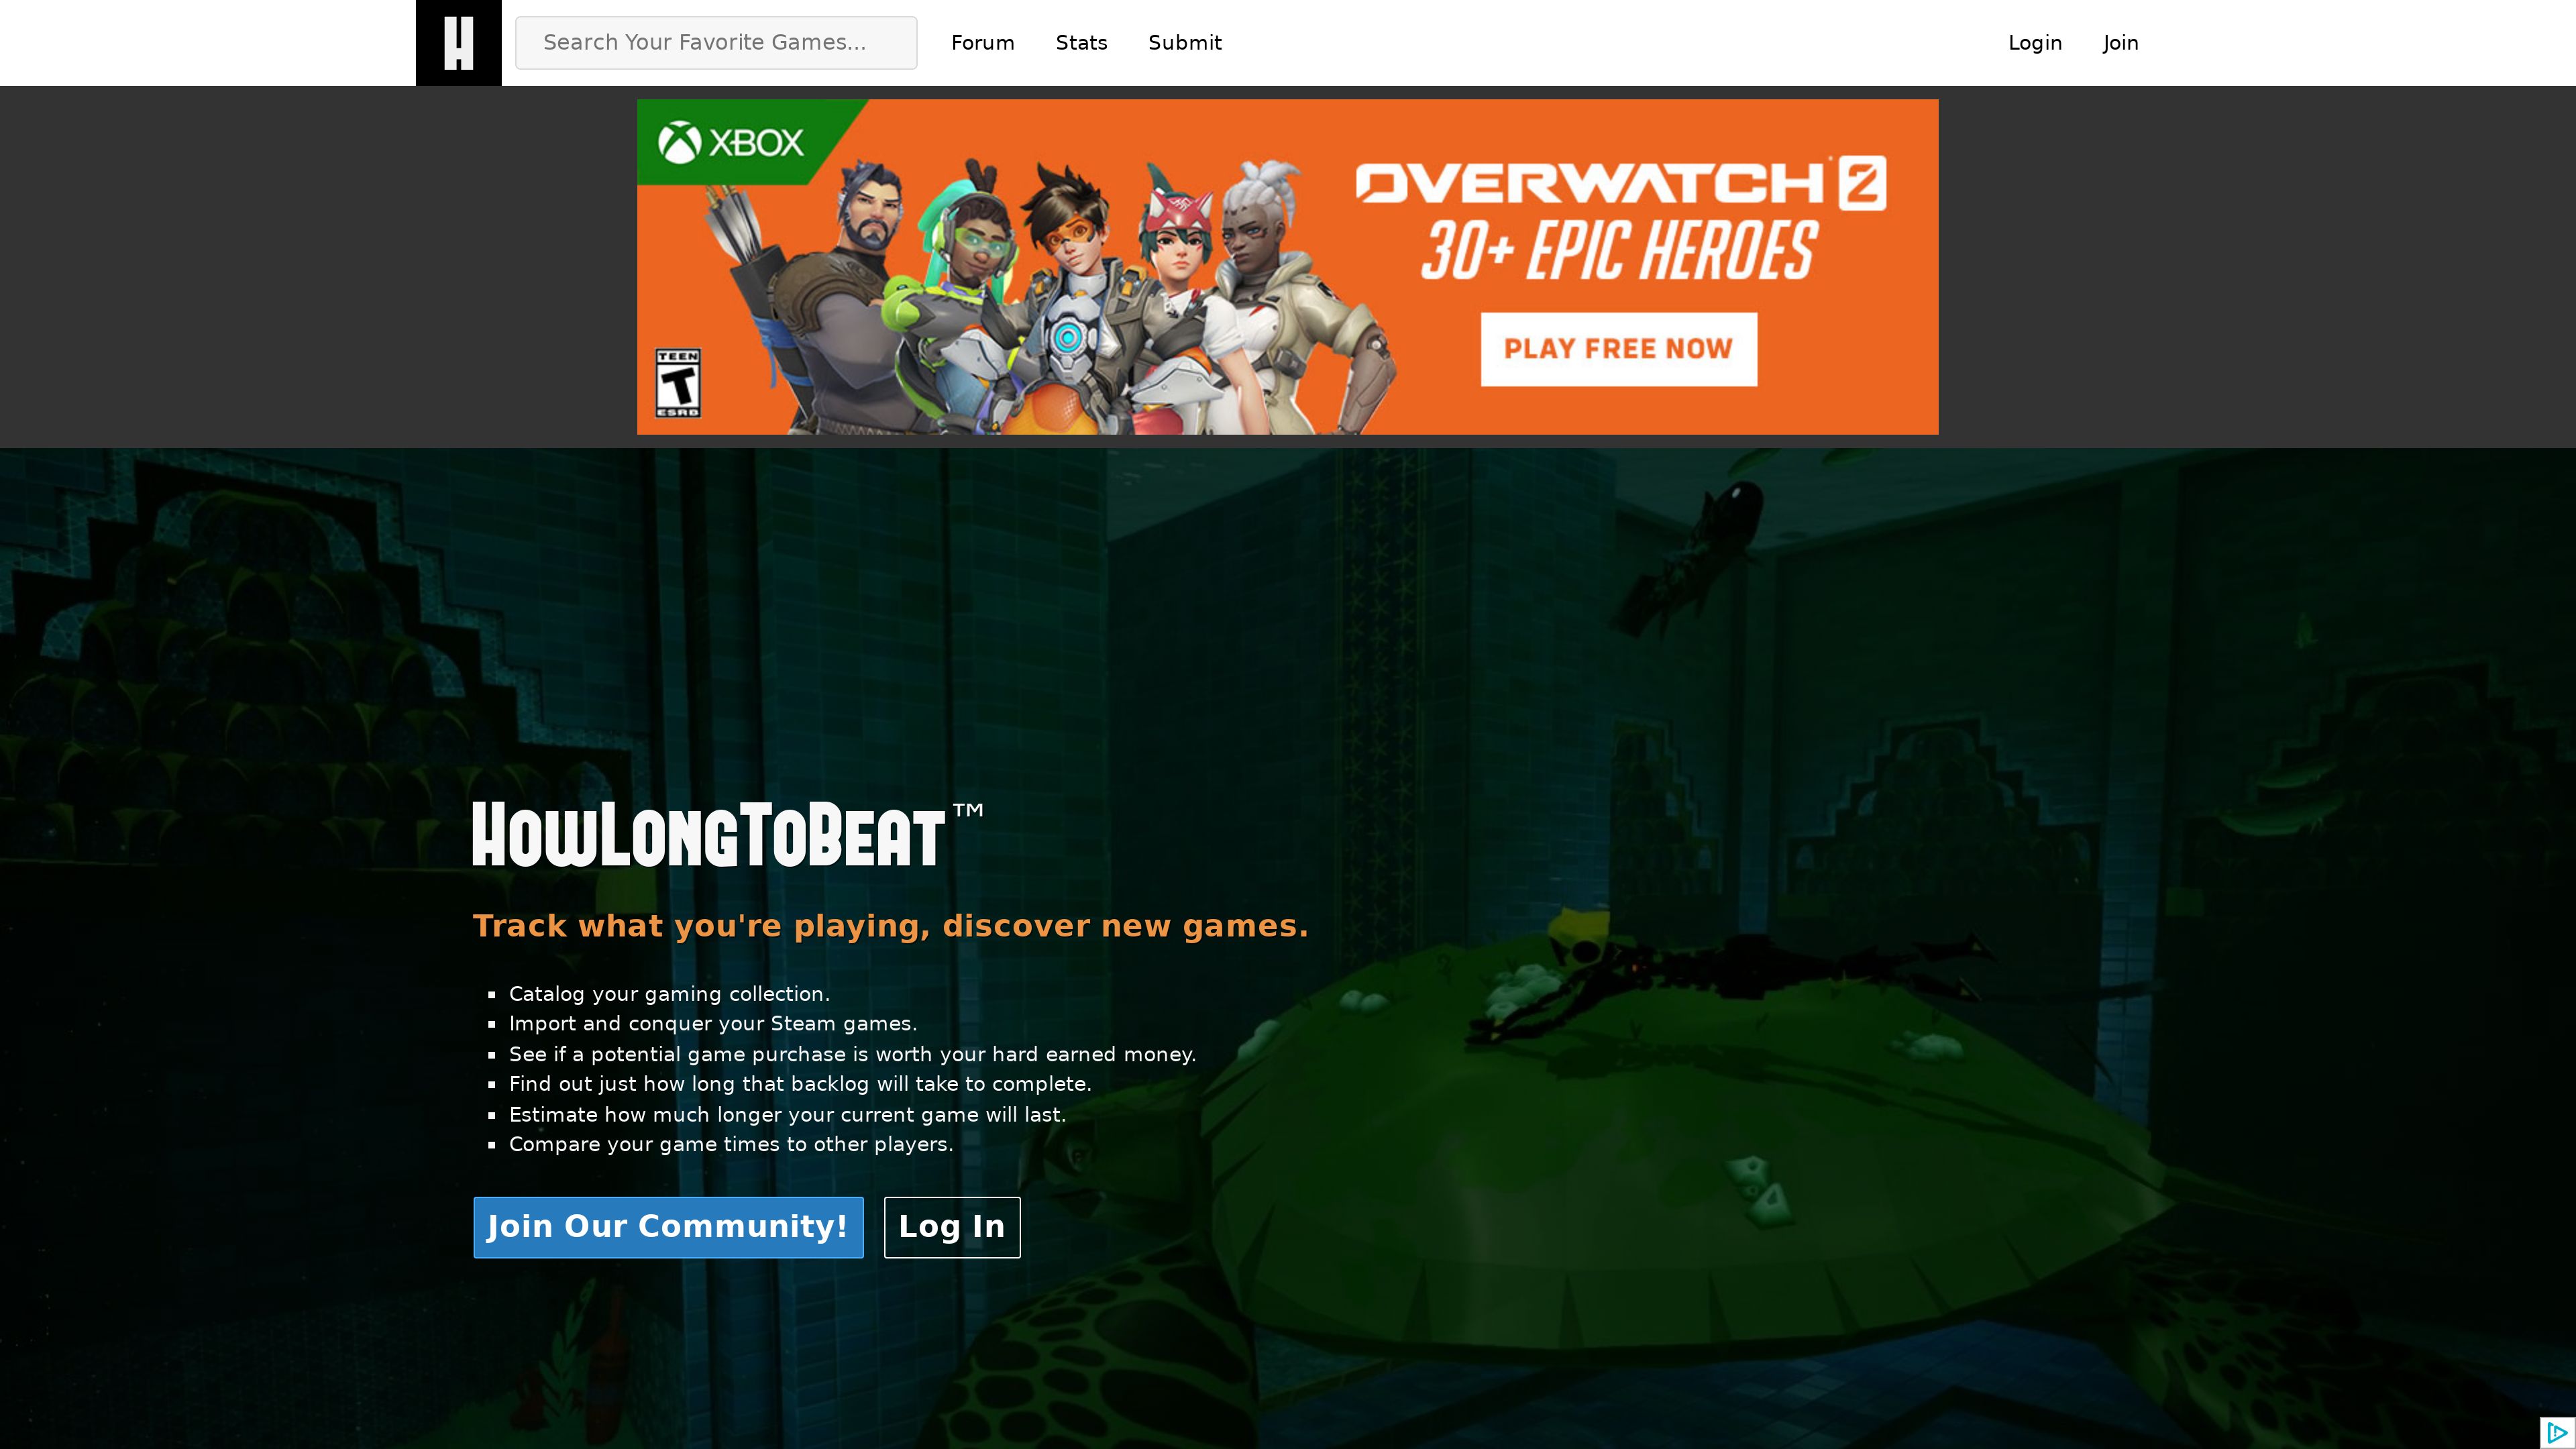 H
Search Your Favorite Games...
Forum
Stats
Submit
Login
Join
XBOX
OVERWATCH 2
30+ EPIC HEROES
PLAY FREE NOW
TEEN
T
ESRB
HowLongToBeat™
Track what you're playing, discover new games.
Catalog your gaming collection.
Import and conquer your Steam games.
See if a potential game purchase is worth your hard earned money.
Find out just how long that backlog will take to complete.
Estimate how much longer your current game will last.
Compare your game times to other players.
Join Our Community!
Log In